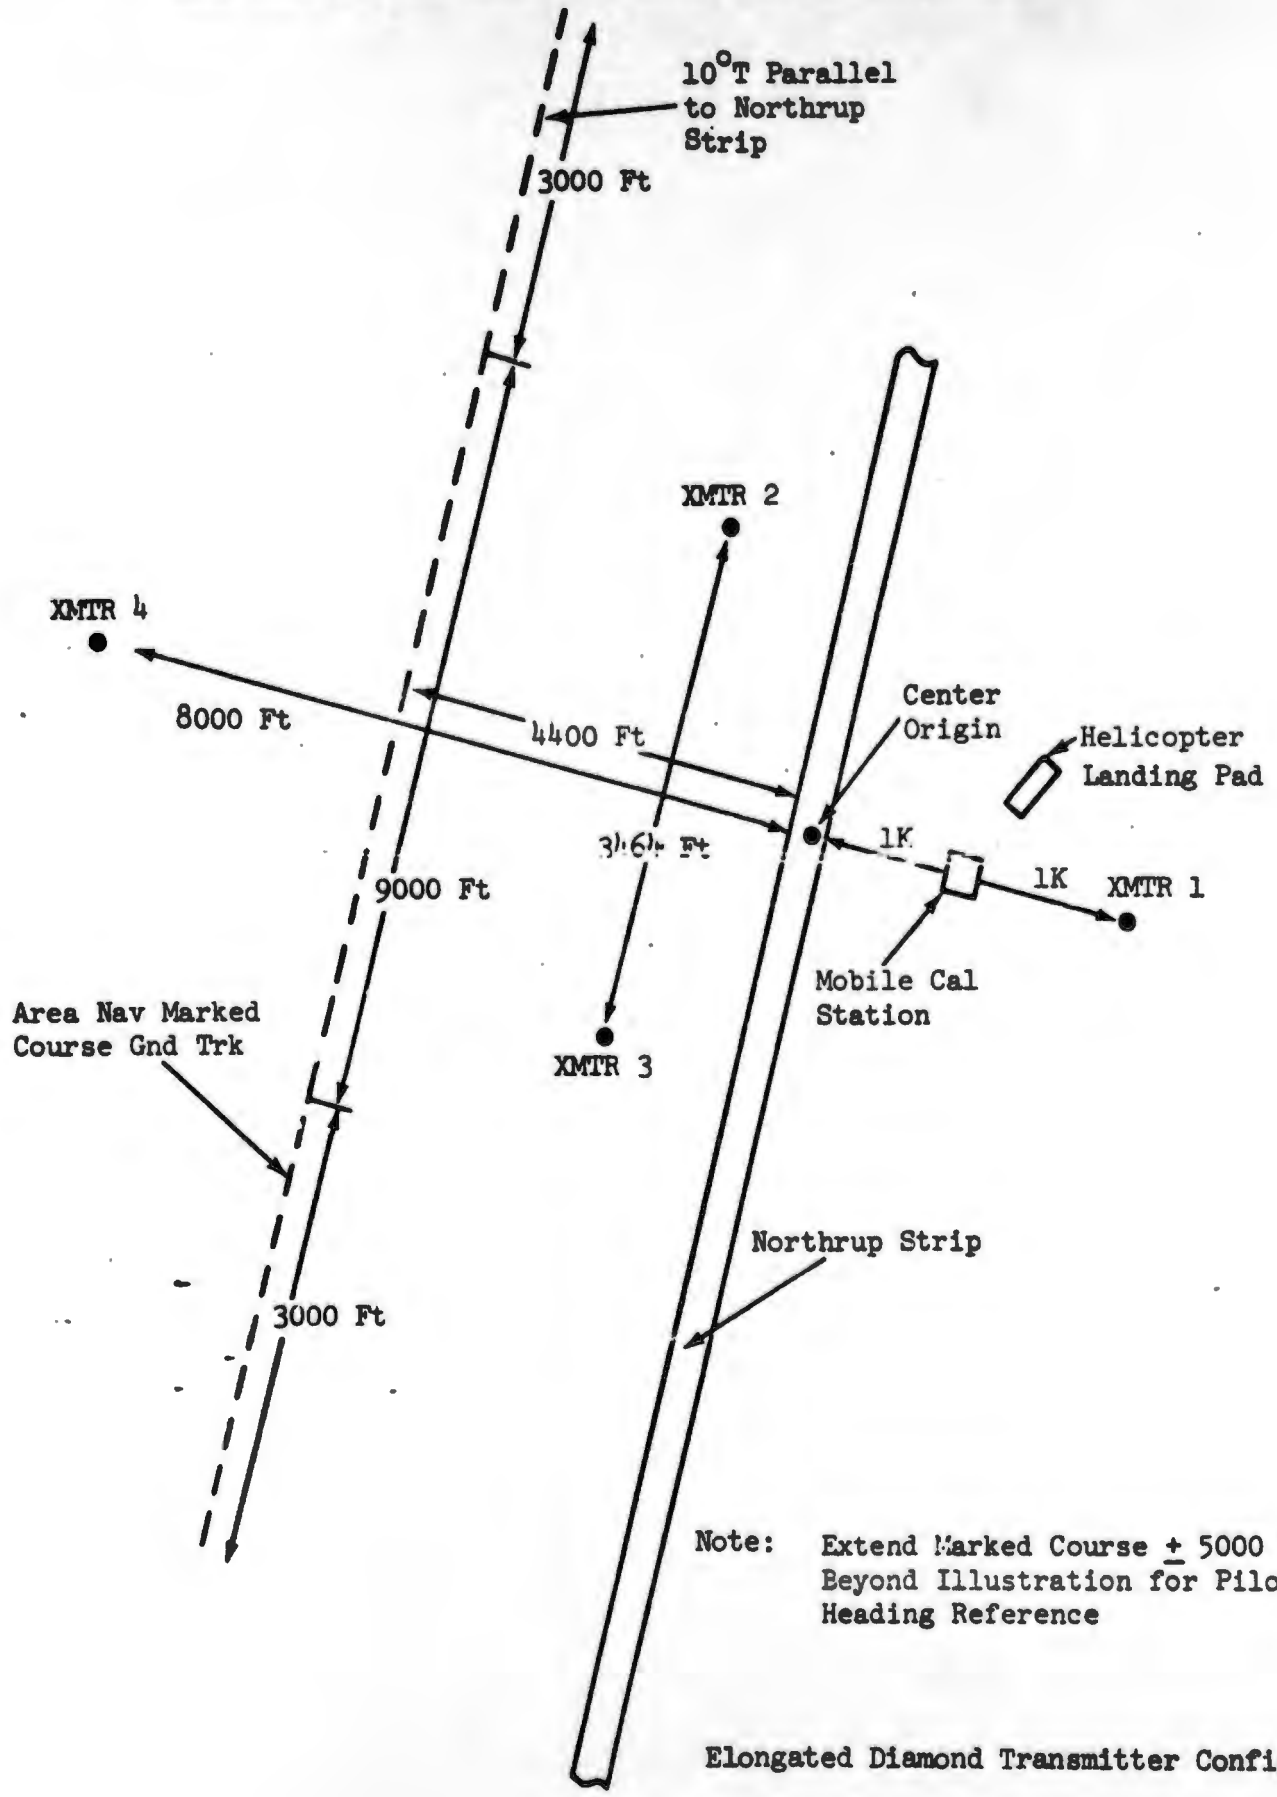 10°T Parallel
to Northrup
Strip
3000 Ft
XMTR 2
XMTR 4
8000 Ft
4400 Ft
Center
Origin
Helicopter
Landing Pad
3464 Ft
1K
1K
XMTR 1
9000 Ft
Mobile Cal
Station
Area Nav Marked
Course Gnd Trk
XMTR 3
Northrup Strip
3000 Ft
Note: Extend Marked Course ± 5000
Beyond Illustration for Pilo
Heading Reference
Elongated Diamond Transmitter Confi